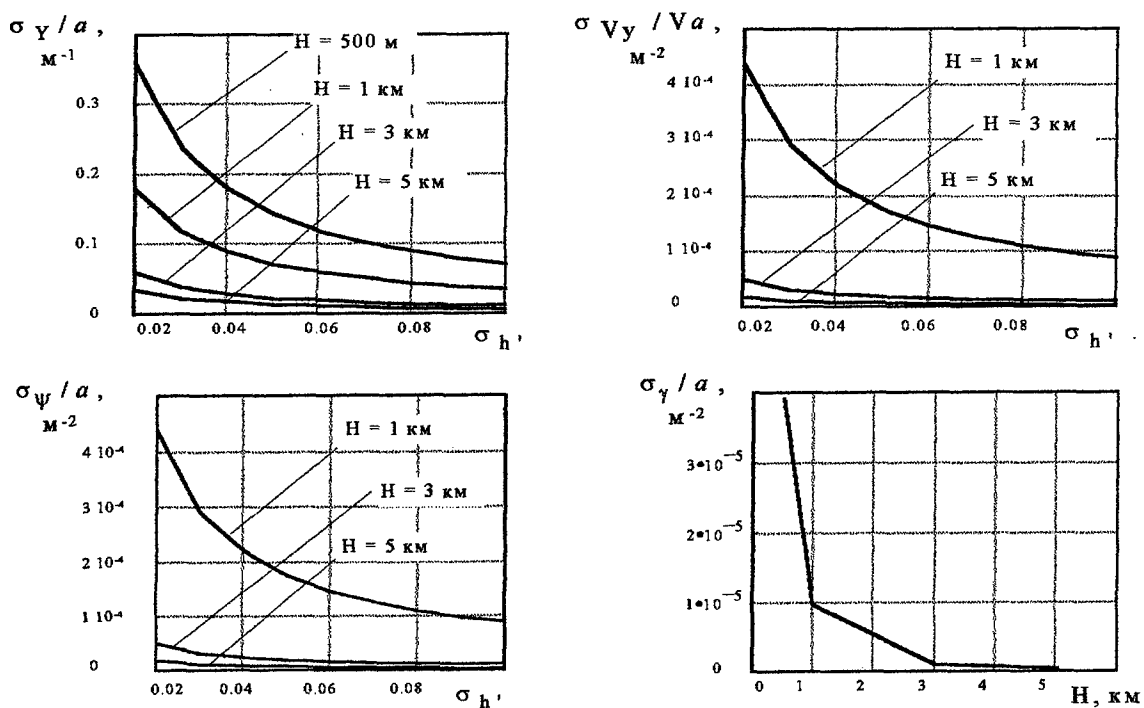 σ Y / a ,
м-1
H = 500 м
H = 1 км
H = 3 км
H = 5 км
0.3
0.2
0.1
0
0.02 0.04 0.06 0.08
σ h ,
σ Vy / Va ,
м-2
H = 1 км
H = 3 км
H = 5 км
4 10-4
3 10-4
2 10-4
1 10-4
0
0.02 0.04 0.06 0.08
σ h ,
σ ψ / a ,
м-2
H = 1 км
H = 3 км
H = 5 км
4 10-4
3 10-4
2 10-4
1 10-4
0
0.02 0.04 0.06 0.08
σ h ,
σ γ / a ,
м-2
3•10−5
2•10−5
1•10−5
0
0 1 2 3 4 5
H, км